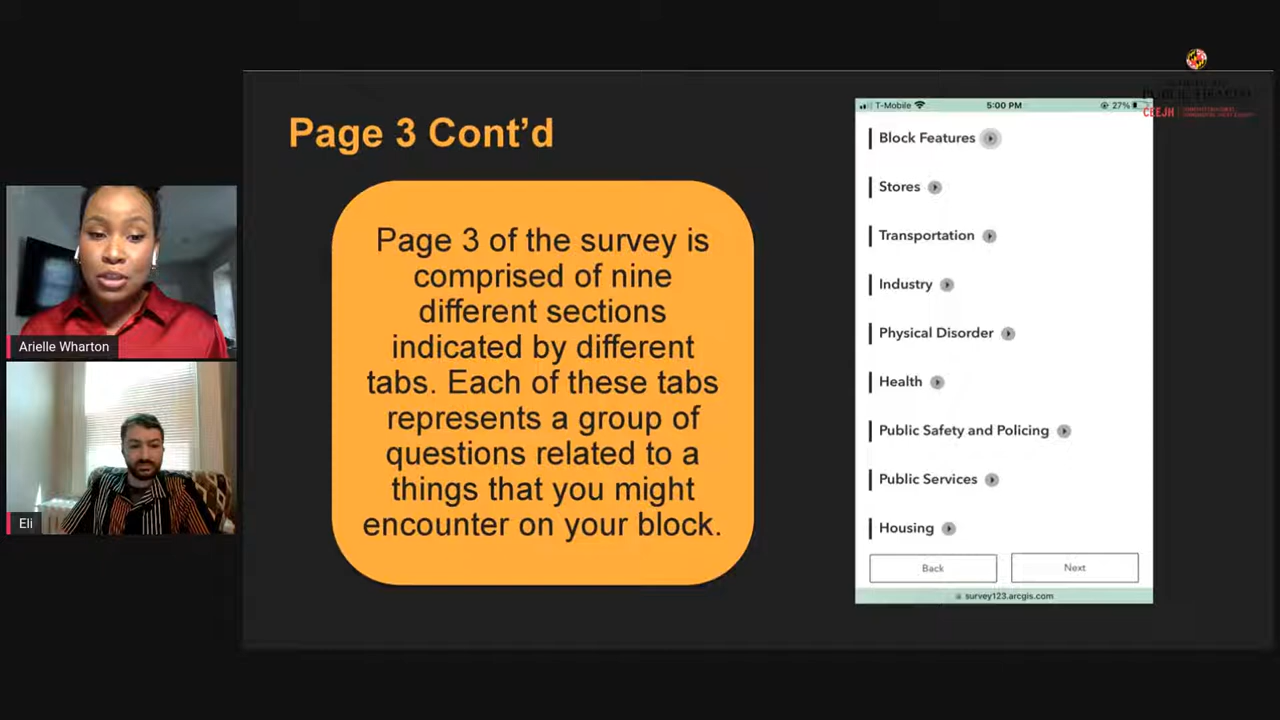 Page 3 Cont’d
Page 3 of the survey is
comprised of nine
different sections
indicated by different
tabs. Each of these tabs
represents a group of
questions related to a
things that you might
encounter on your block.
T-Mobile
5:00 PM
27%
Block Features
Stores
Transportation
Industry
Physical Disorder
Health
Public Safety and Policing
Public Services
Housing
Back
Next
survey123.arcgis.com
PUBLIC HEALTH
CEEJH
Arielle Wharton
Eli